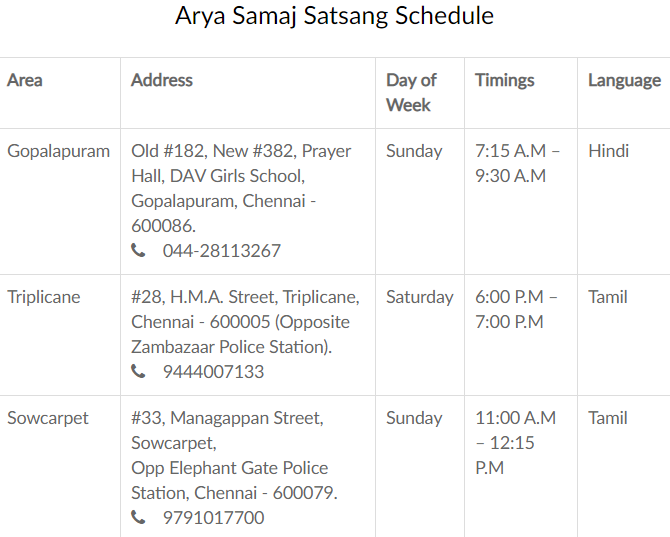 Arya Samaj Satsang Schedule
Area Address Day of Week Timings Language
Gopalapuram
Old #182, New #382, Prayer
Hall, DAV Girls School,
Gopalapuram, Chennai -
600086.
044-28113267
Sunday
7:15 A.M –
9:30 A.M
Hindi
Triplicane
#28, H.M.A. Street, Triplicane,
Chennai - 600005 (Opposite
Zambazaar Police Station).
9444007133
Saturday
6:00 P.M –
7:00 P.M
Tamil
Sowcarpet
#33, Managappan Street,
Sowcarpet,
Opp Elephant Gate Police
Station, Chennai - 600079.
9791017700
Sunday
11:00 A.M
– 12:15
P.M
Tamil